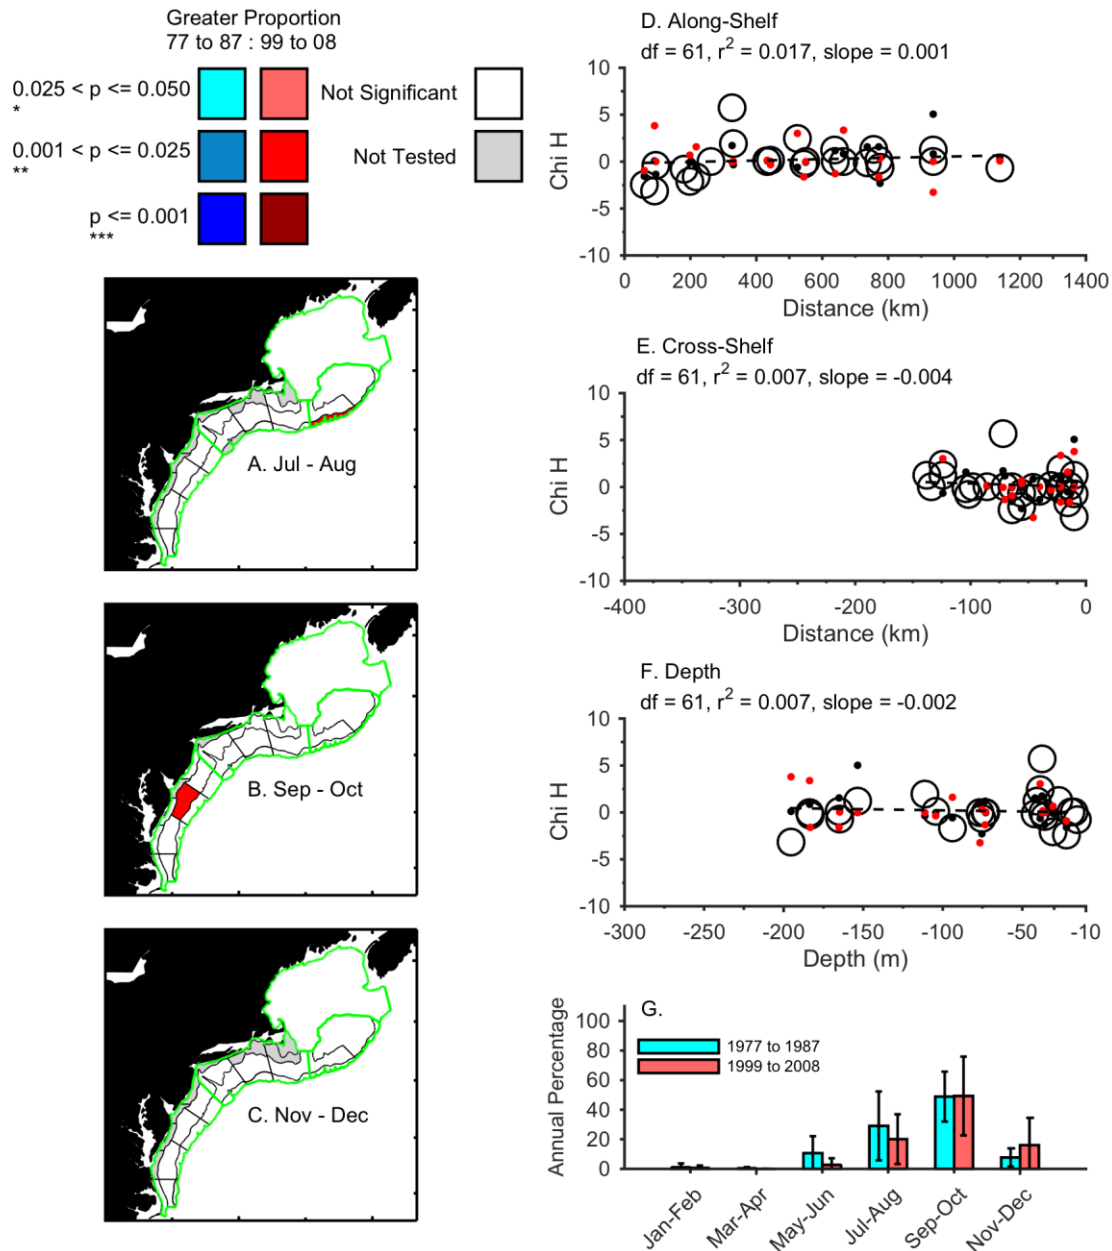 Greater Proportion
77 to 87 : 99 to 08
0.025 < p <= 0.050
*
0.001 < p <= 0.025
**
p <= 0.001
***
Not Significant
Not Tested
A. Jul - Aug
B. Sep - Oct
C. Nov - Dec
D. Along-Shelf
df = 61, r² = 0.017, slope = 0.001
10
5
0
-5
-10
Chi H
0 200 400 600 800 1000 1200 1400
Distance (km)
E. Cross-Shelf
df = 61, r² = 0.007, slope = -0.004
10
5
0
-5
-10
Chi H
-400 -300 -200 -100 0
Distance (km)
F. Depth
df = 61, r² = 0.007, slope = -0.002
10
5
0
-5
-10
Chi H
-300 -250 -200 -150 -100 -50 -10
Depth (m)
G.
1977 to 1987
1999 to 2008
100
80
60
40
20
0
Annual Percentage
Jan-Feb Mar-Apr May-Jun Jul-Aug Sep-Oct Nov-Dec